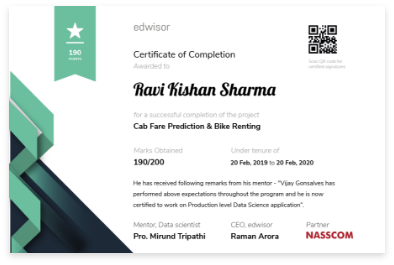 edwisor
190
Certificate of Completion
Awarded to
Ravi Kishan Sharma
Scan QR code for
certified signatures
for a successful completion of the project
Cab Fare Prediction & Bike Renting
Marks Obtained
Under tenure of
190/200
20 Feb, 2019 to 20 Feb, 2020
He has received following remarks from his mentor - "Vijay Gonsalves has
performed above expectations throughout the program and he is now
certified to work on Production level Data Science application".
Mentor, Data scientist
CEO, edwisor
Partner
Pro. Mirund Tripathi
Raman Arora
NASSCOM